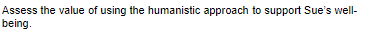 Assess the value of using the humanistic approach to support Sue's well-
being.